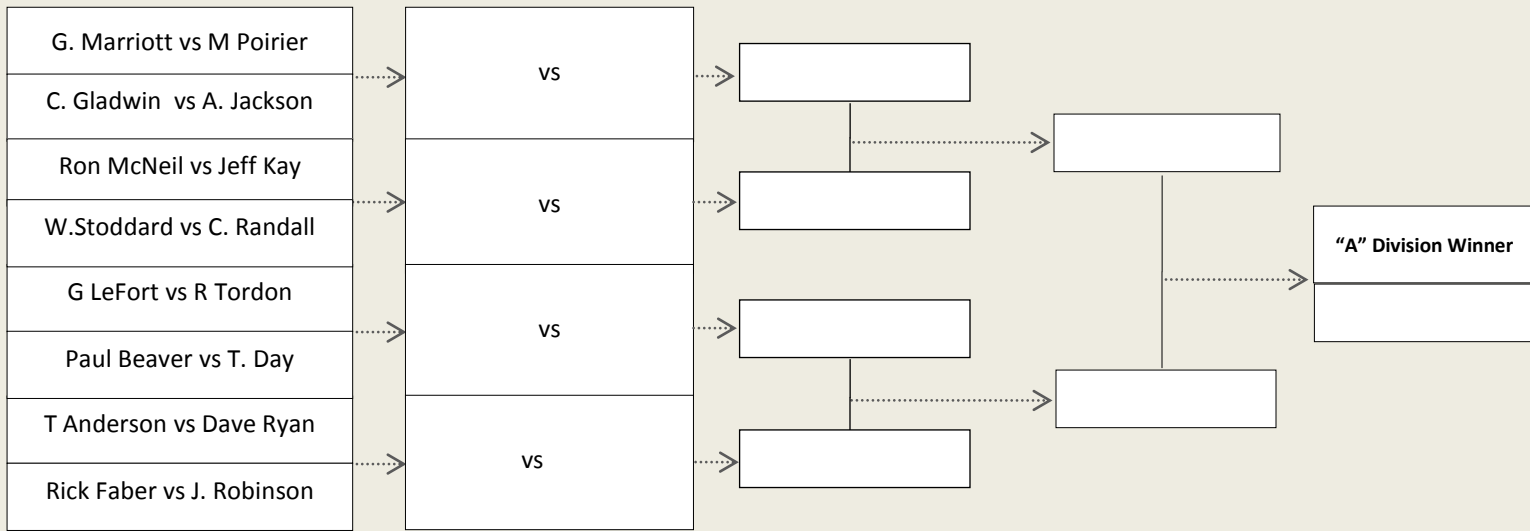 G. Marriott vs M Poirier
C. Gladwin vs A. Jackson
Ron McNeil vs Jeff Kay
W.Stoddard vs C. Randall
G LeFort vs R Tordon
Paul Beaver vs T. Day
T Anderson vs Dave Ryan
Rick Faber vs J. Robinson
vs
vs
vs
vs
“A” Division Winner